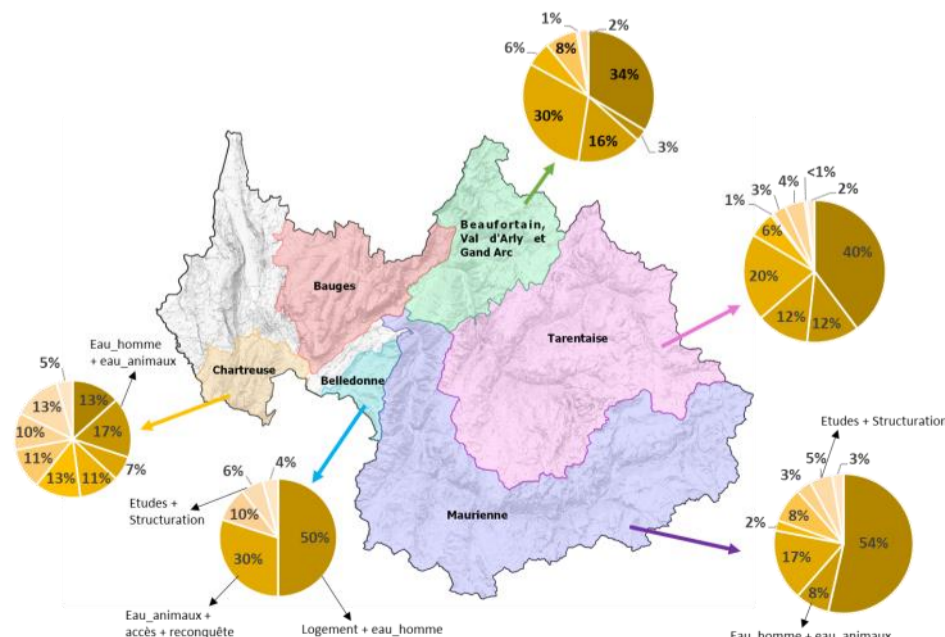 1%
2%
6%
8%
34%
30%
16%
3%
<1%
4%
3%
2%
1%
6%
40%
20%
12%
12%
Beaufortain,
Val d'Arly et
Gand Arc
Bauges
Tarentaise
Chartreuse
Belledonne
Maurienne
Eau_homme
+ eau_animaux
5%
13%
13%
10%
17%
11%
7%
13%
11%
Etudes +
Structuration
6%
4%
10%
50%
30%
Eau_animaux +
accès + reconquête
Logement + eau_homme
Etudes + Structuration
5%
3%
3%
8%
2%
54%
17%
8%
Eau_homme + eau_animaux